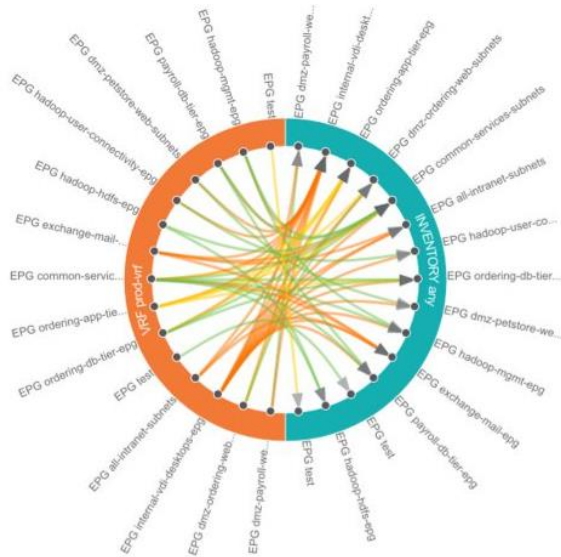 EPG test
EPG hadoop-mgmt-epg
EPG payroll-db-tier-epg
EPG dmz-petstore-web-subnets
EPG hadoop-user-connectivity-epg
EPG hadoop-hdfs-epg
EPG exchange-mail-...
EPG common-servic...
EPG ordering-app-tie...
EPG ordering-db-tier-epg
EPG test
EPG all-intranet-subnets
EPG internal-vdi-desktops-epg
EPG dmz-ordering-web...
EPG dmz-payroll-we...
VRF prod-vrf
EPG dmz-payroll-we...
EPG internal-vdi-deskt...
EPG ordering-app-tier-epg
EPG dmz-ordering-web-subnets
EPG common-services-subnets
EPG all-intranet-subnets
EPG hadoop-user-co...
EPG ordering-db-tier...
EPG dmz-petstore-we...
EPG hadoop-mgmt-epg
EPG exchange-mail-epg
EPG payroll-db-tier-epg
EPG test
EPG hadoop-hdfs-epg
EPG test
INVENTORY any